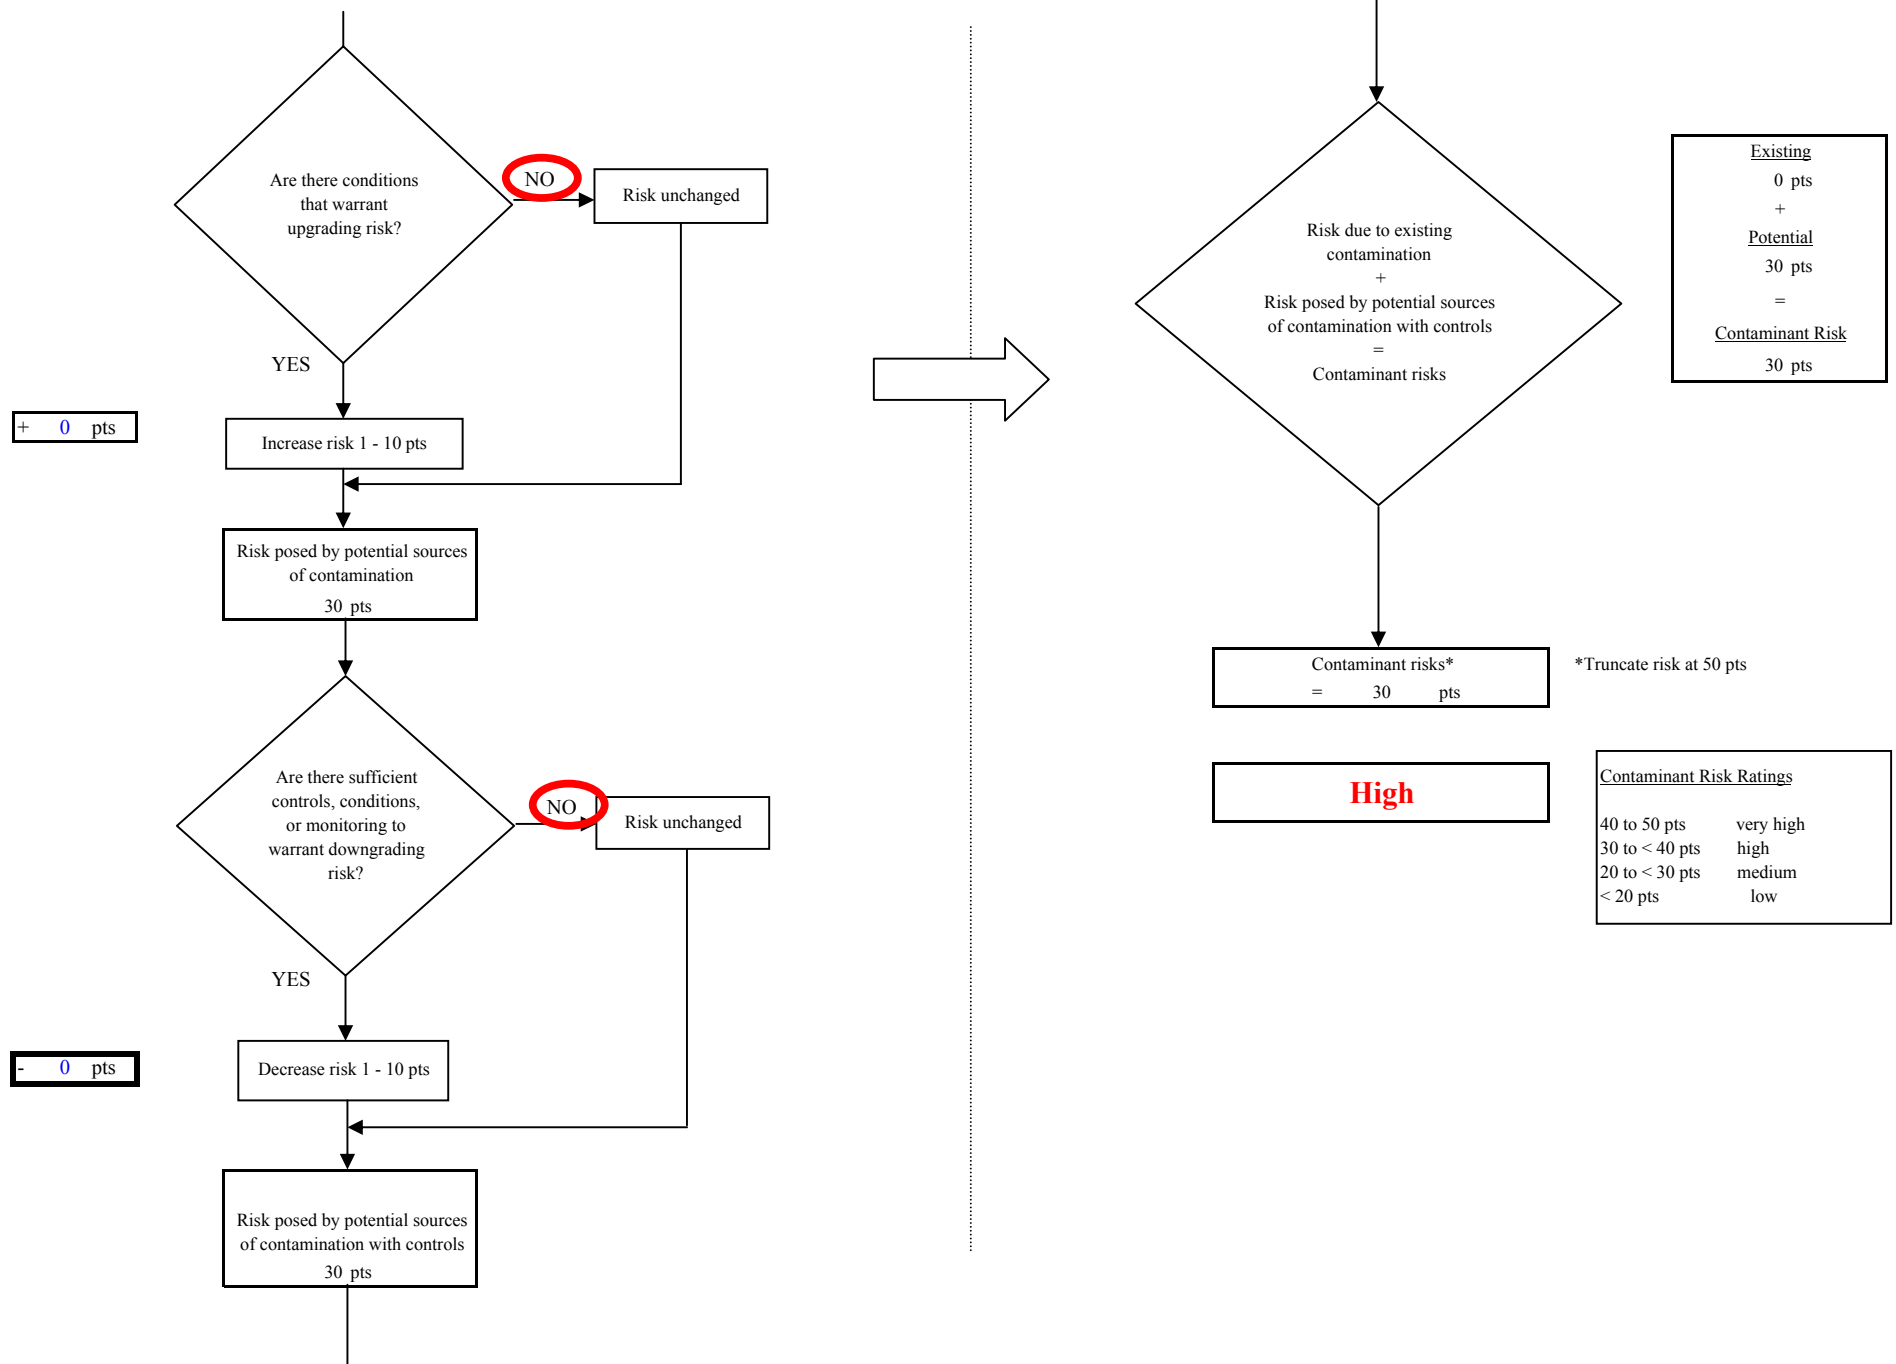 Are there conditions
that warrant
upgrading risk?
NO
Risk unchanged
YES
+ 0 pts
Increase risk 1 - 10 pts
Risk posed by potential sources
of contamination
30 pts
Are there sufficient
controls, conditions,
or monitoring to
warrant downgrading
risk?
NO
Risk unchanged
YES
- 0 pts
Decrease risk 1 - 10 pts
Risk posed by potential sources
of contamination with controls
30 pts
Risk due to existing
contamination
+
Risk posed by potential sources
of contamination with controls
=
Contaminant risks
Existing
0 pts
+
Potential
30 pts
=
Contaminant Risk
30 pts
Contaminant risks*
= 30 pts
*Truncate risk at 50 pts
High
Contaminant Risk Ratings
40 to 50 pts very high
30 to < 40 pts high
20 to < 30 pts medium
< 20 pts low